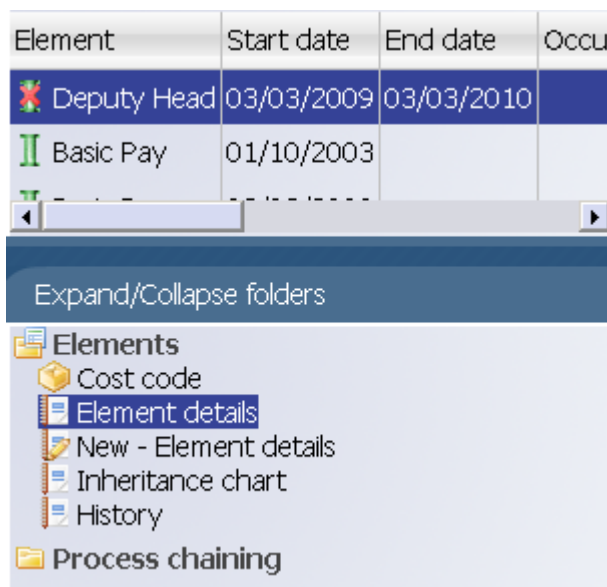 Element Start date End date Occu
Deputy Head 03/03/2009 03/03/2010
Basic Pay 01/10/2003
Expand/Collapse folders
Elements
Cost code
Element details
New - Element details
Inheritance chart
History
Process chaining